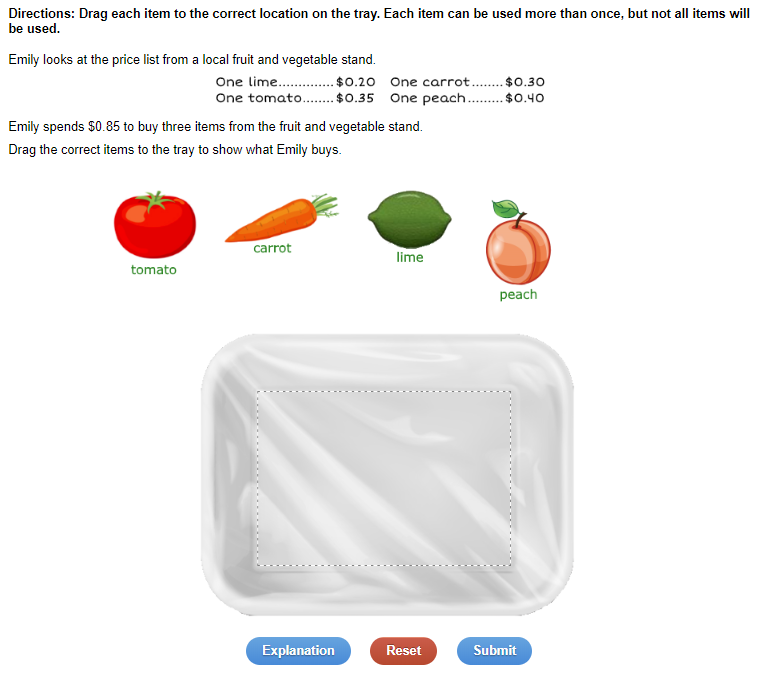 Directions: Drag each item to the correct location on the tray. Each item can be used more than once, but not all items will
be used.
Emily looks at the price list from a local fruit and vegetable stand.
One lime.............. $0.20 One carrot........ $0.30
One tomato........ $0.35 One peach......... $0.40
Emily spends $0.85 to buy three items from the fruit and vegetable stand.
Drag the correct items to the tray to show what Emily buys.
tomato
carrot
lime
peach
Explanation
Reset
Submit